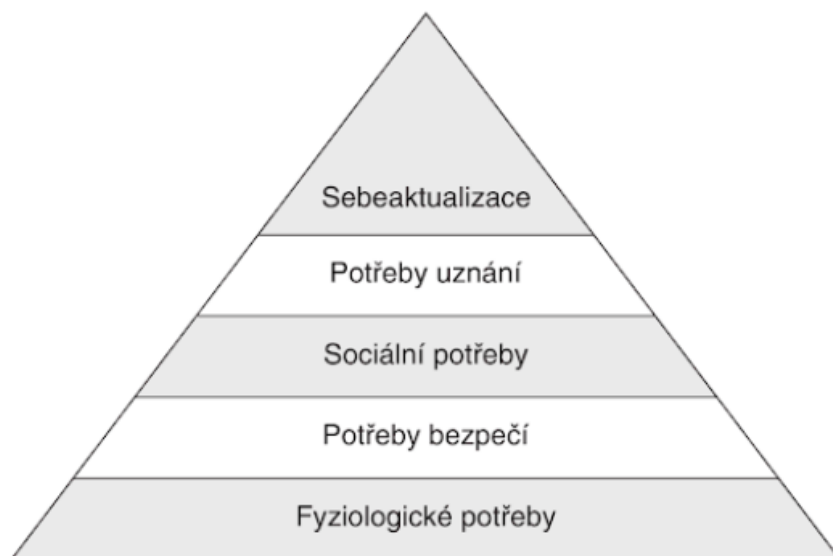 Sebeaktualizace
Potřeby uznání
Sociální potřeby
Potřeby bezpečí
Fyziologické potřeby